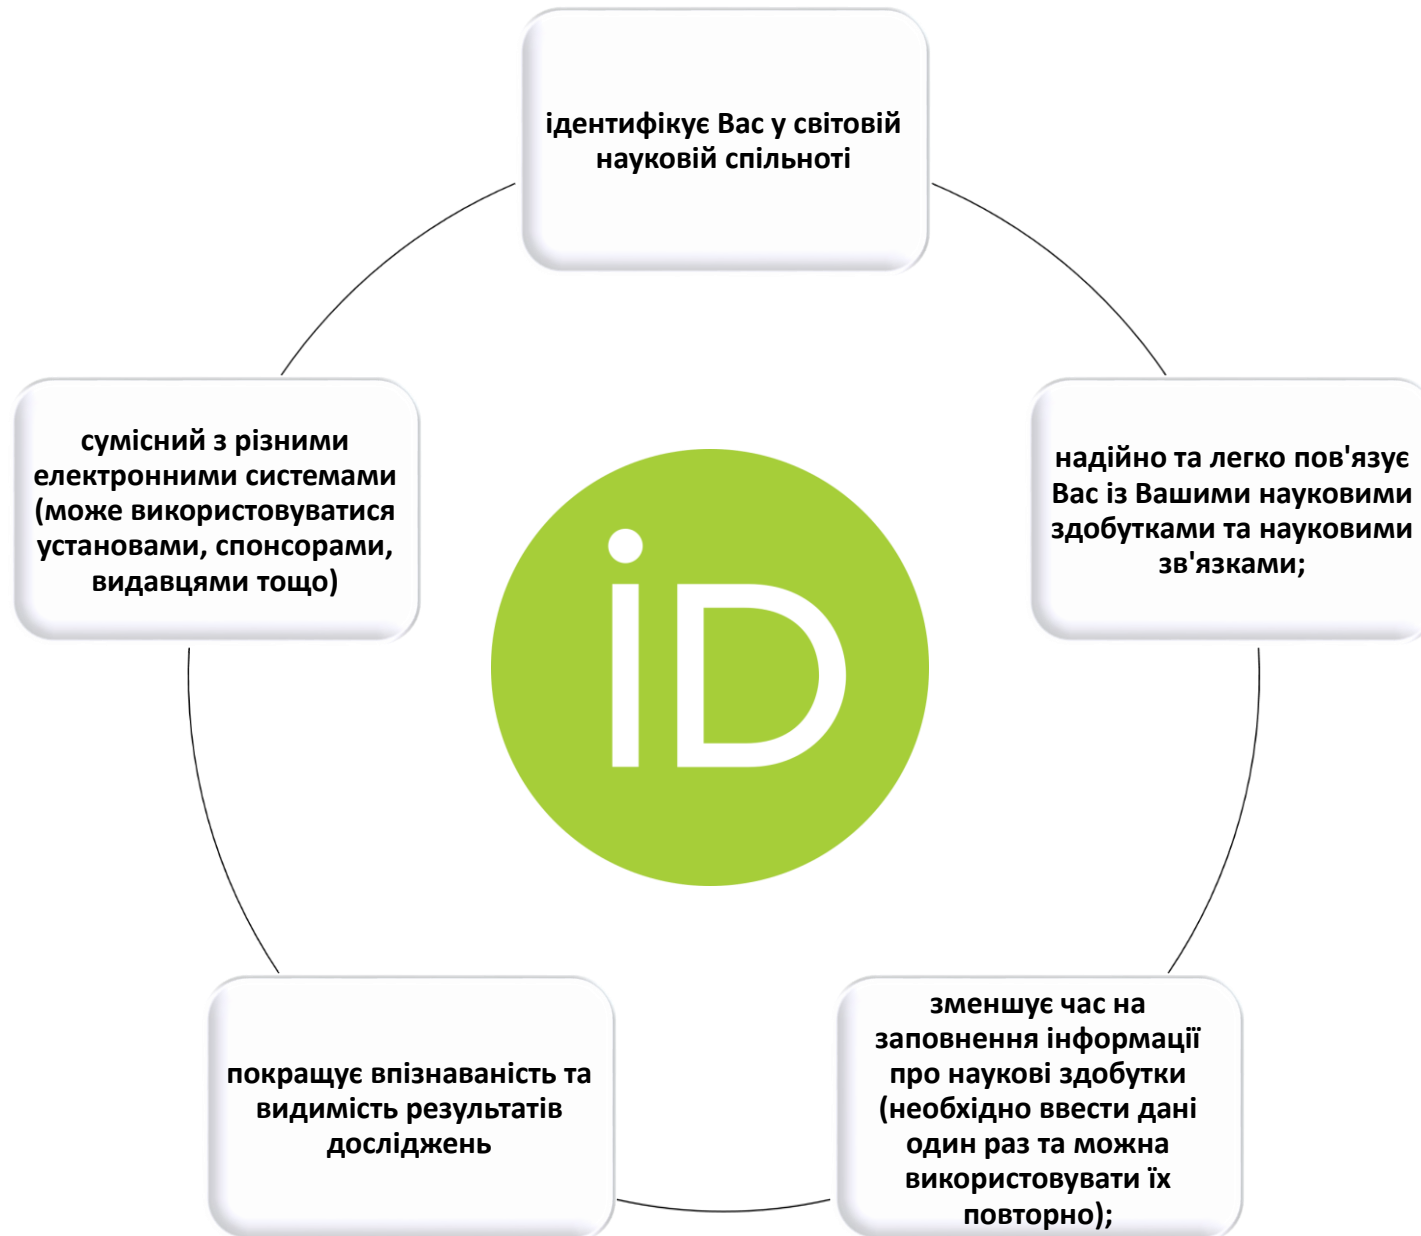 ідентифікує Вас у світовій
науковій спільноті
надійно та легко пов'язує
Вас із Вашими науковими
здобутками та науковими
зв'язками;
зменшує час на
заповнення інформації
про наукові здобутки
(необхідно ввести дані
один раз та можна
використовувати їх
повторно);
покращує впізнаваність та
видимість результатів
досліджень
сумісний з різними
електронними системами
(може використовуватися
установами, спонсорами,
видавцями тощо)
iD